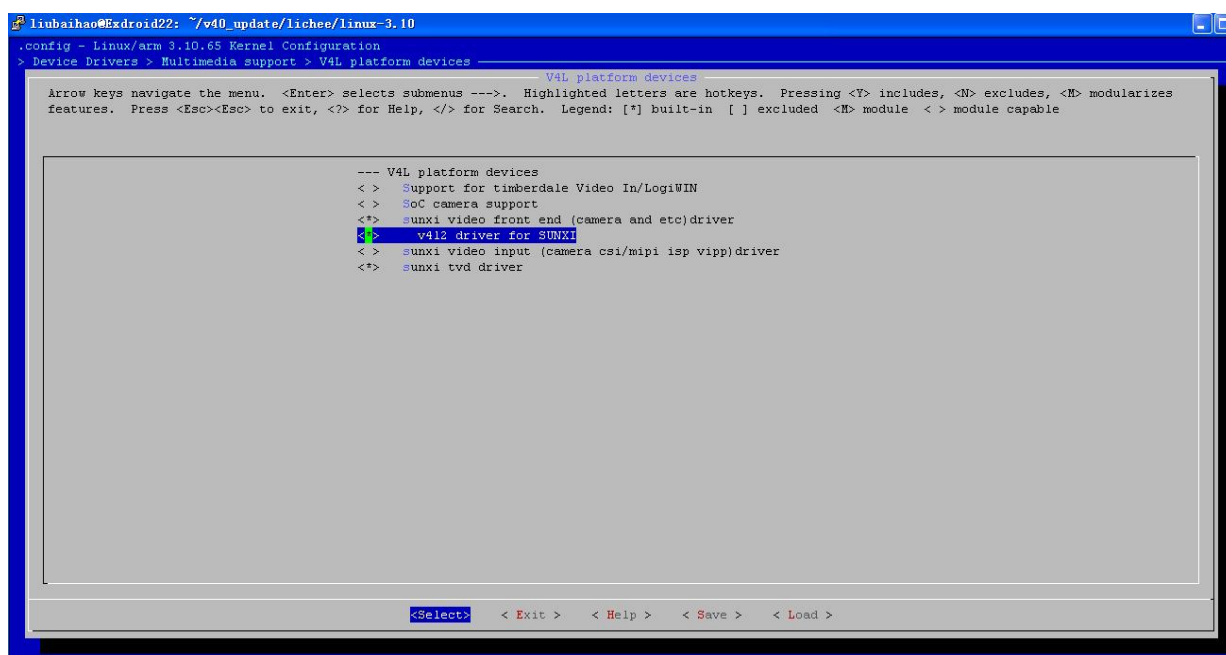 liubaihao@Exdroid22: ~/v40_update/lichee/linux-3.10
.config - Linux/arm 3.10.65 Kernel Configuration
> Device Drivers > Multimedia support > V4L platform devices
V4L platform devices
Arrow keys navigate the menu. <Enter> selects submenus --->. Highlighted letters are hotkeys. Pressing <Y> includes, <N> excludes, <M> modularizes
features. Press <Esc><Esc> to exit, <?> for Help, </> for Search. Legend: [*] built-in [ ] excluded <M> module < > module capable
--- V4L platform devices
< > Support for timberdale Video In/LogiWIN
< > SoC camera support
<*> sunxi video front end (camera and etc)driver
<*> v4l2 driver for SUNXI
< > sunxi video input (camera csi/mipi isp vipp)driver
<*> sunxi tvd driver
<Select> < Exit > < Help > < Save > < Load >